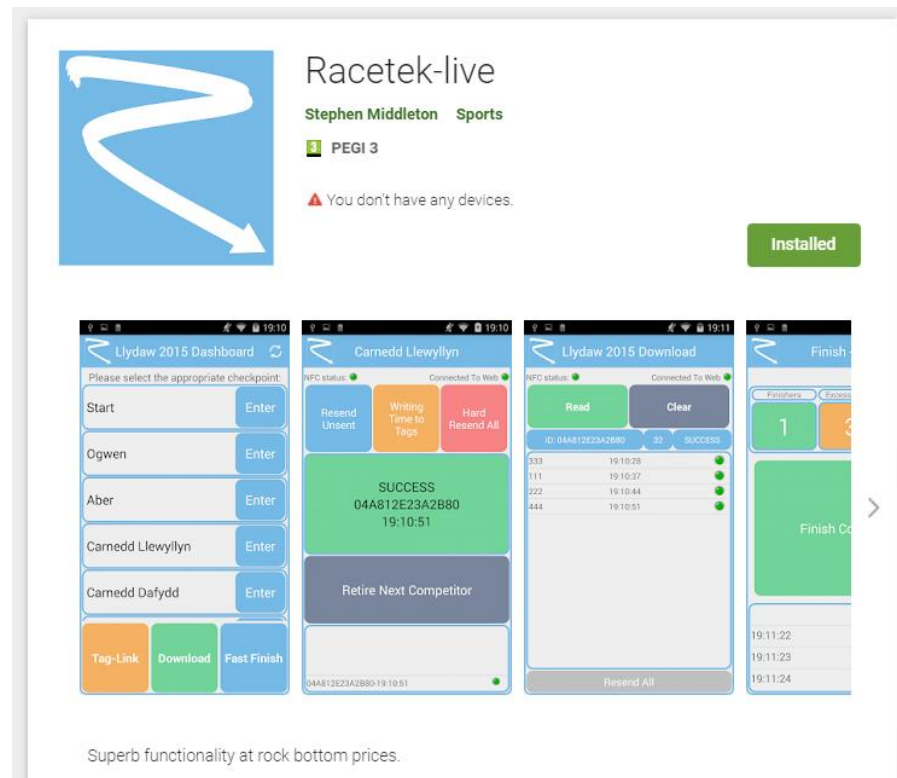 Racetek-live
Stephen Middleton Sports
3 PEGI 3
You don't have any devices.
Installed
19:10
Llydaw 2015 Dashboard
Please select the appropriate checkpoint:
Start Enter
Ogwen Enter
Aber Enter
Carnedd Llewyllyn Enter
Carnedd Dafydd Enter
Tag-Link Download Fast Finish
19:10
Carnedd Llewyllyn
NFC status: Connected To Web
Resend Unsent
Writing Time to Tags
Hard Resend All
SUCCESS
04A812E23A2B80
19:10:51
Retire Next Competitor
04A812E23A2B80-19:10:51
19:11
Llydaw 2015 Download
NFC status: Connected To Web
Read Clear
ID: 04A812E23A2B80 32 SUCCESS
333 19:10:28
111 19:10:37
222 19:10:44
444 19:10:51
Resend All
Finish -
Finishers Excess
1 3
Finish Co
19:11:22
19:11:23
19:11:24
Superb functionality at rock bottom prices.